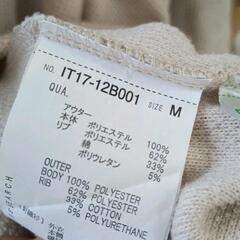 NO. IT17-12B001
QUA. SIZE M
アウター
本体 ポリエステル 100%
リブ ポリエステル 62%
綿 33%
ポリウレタン 5%
OUTER
BODY 100% POLYESTER
RIB 62% POLYESTER
33% COTTON
5% POLYURETHANE